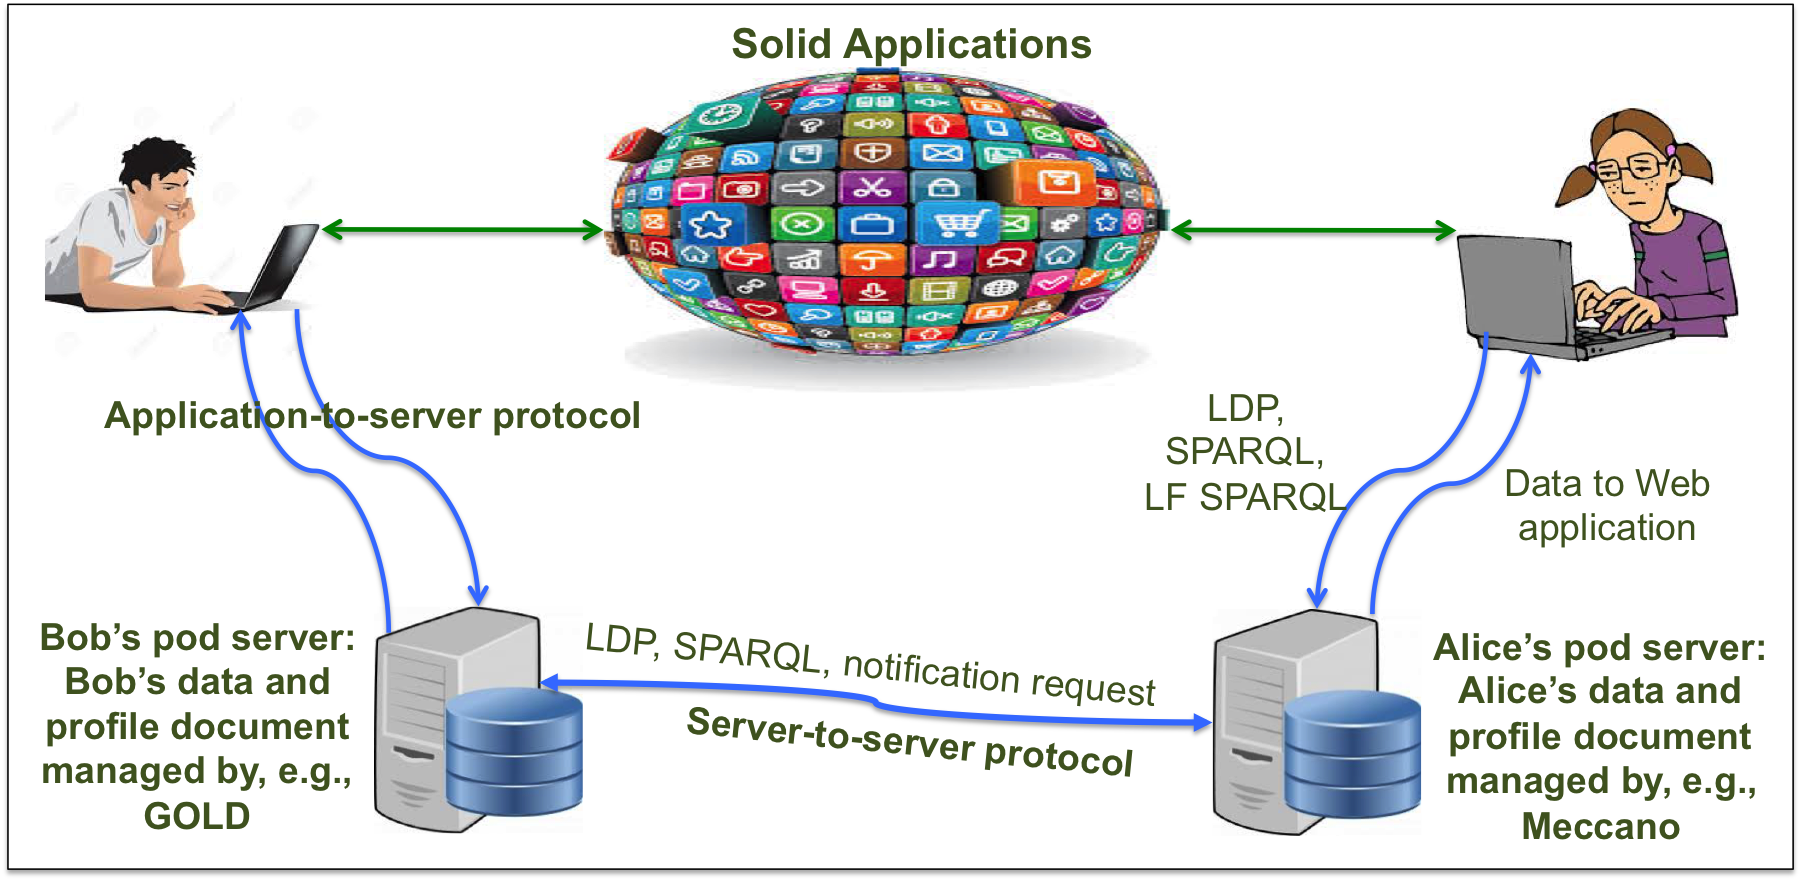 Solid Applications
Application-to-server protocol
LDP,
SPARQL,
LF SPARQL
Data to Web
application
Bob’s pod server:
Bob’s data and
profile document
managed by, e.g.,
GOLD
LDP, SPARQL, notification request
Server-to-server protocol
Alice’s pod server:
Alice’s data and
profile document
managed by, e.g.,
Meccano